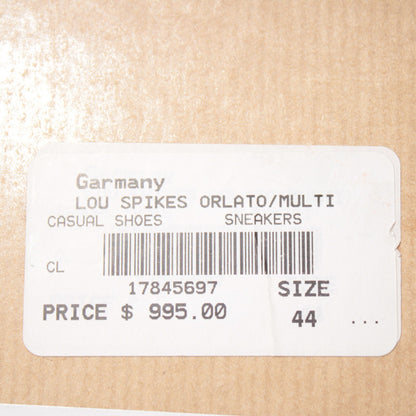 Garmany
LOU SPIKES ORLATO/MULTI
CASUAL SHOES SNEAKERS
CL
17845697 SIZE
PRICE $ 995.00 44 ...